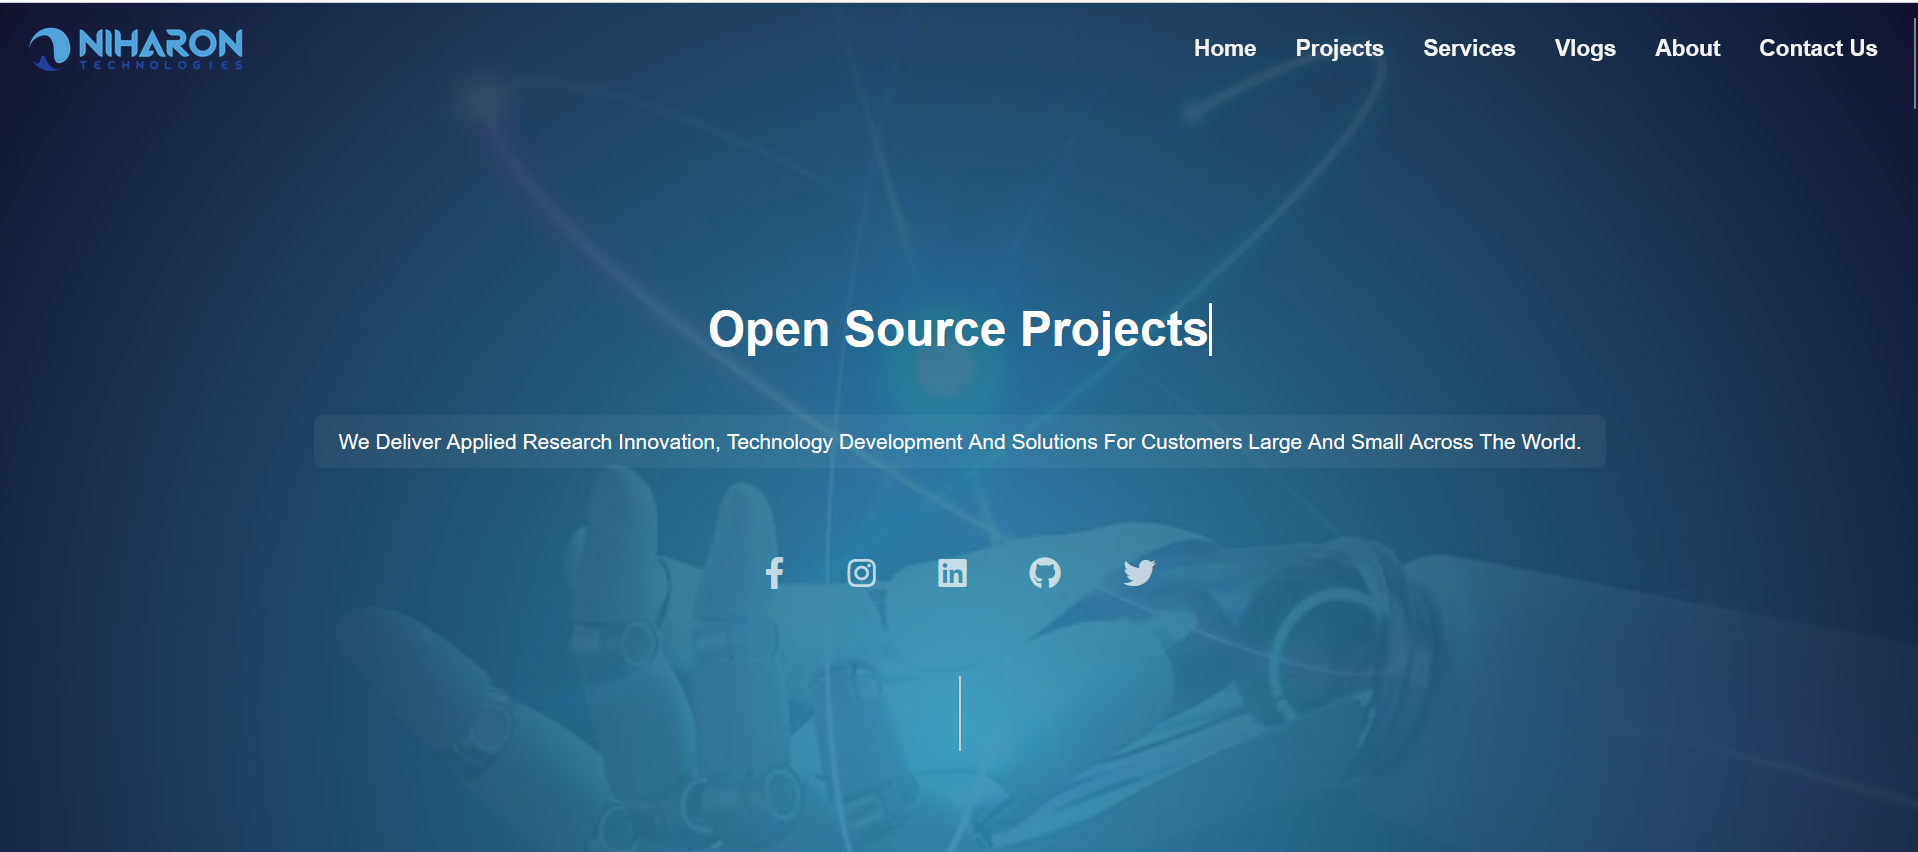 NIHARON
TECHNOLOGIES
Home Projects Services Vlogs About Contact Us
Open Source Projects
We Deliver Applied Research Innovation, Technology Development And Solutions For Customers Large And Small Across The World.